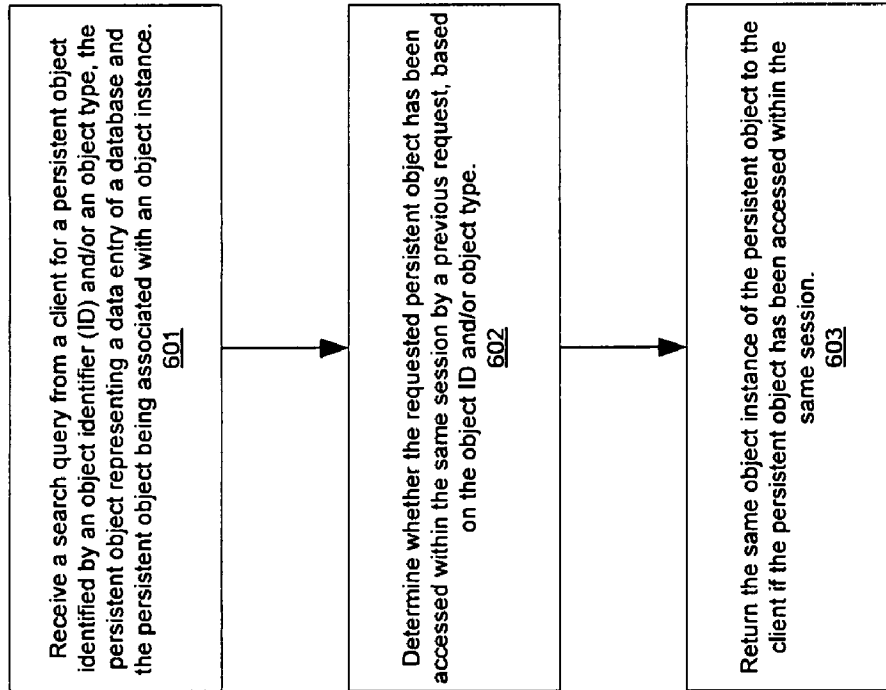 Receive a search query from a client for a persistent object
identified by an object identifier (ID) and/or an object type, the
persistent object representing a data entry of a database and
the persistent object being associated with an object instance.
601
Determine whether the requested persistent object has been
accessed within the same session by a previous request, based
on the object ID and/or object type.
602
Return the same object instance of the persistent object to the
client if the persistent object has been accessed within the
same session.
603